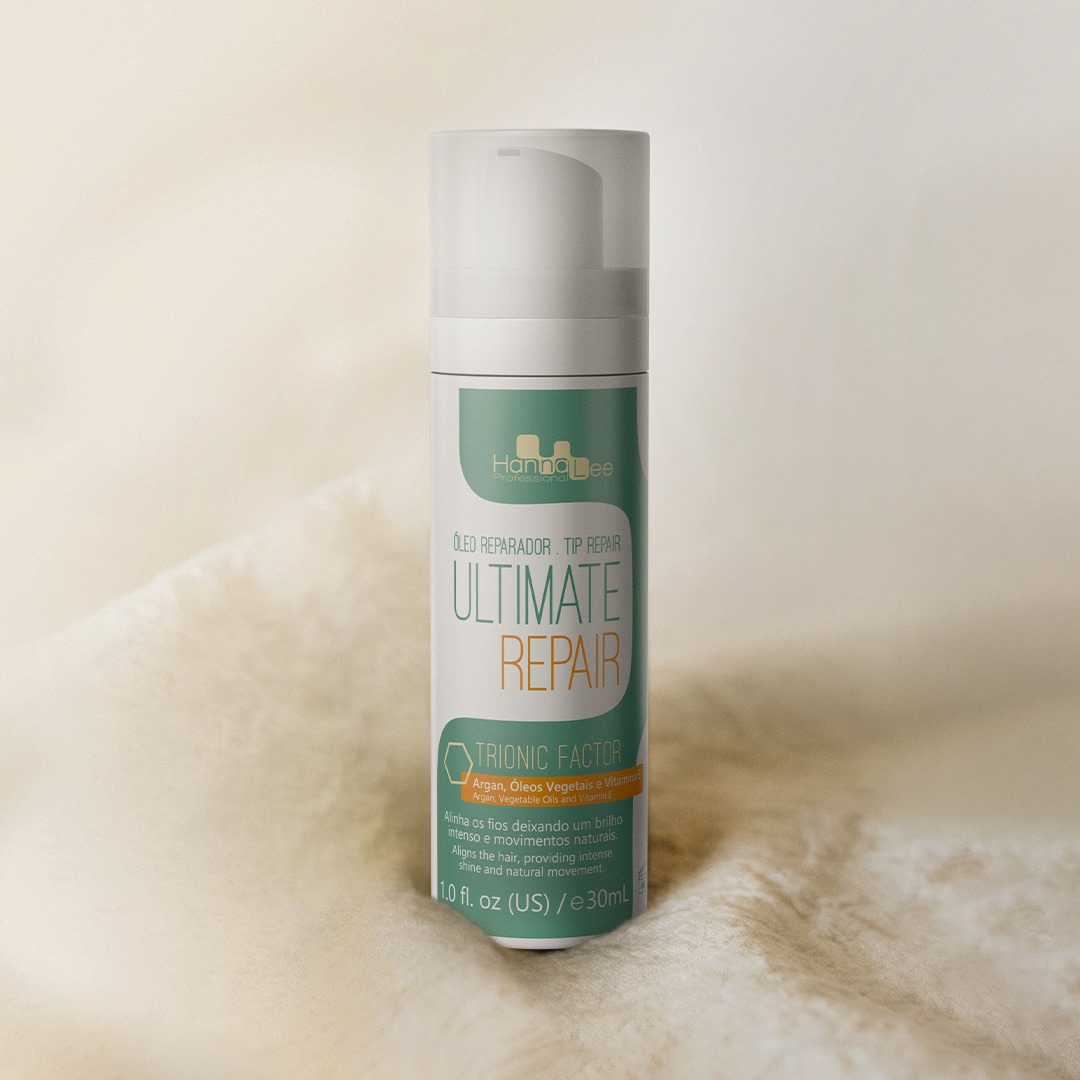 Hanna Lee
Professional
ÓLEO REPARADOR . TIP REPAIR
ULTIMATE
REPAIR
TRIONIC FACTOR
Argan, Óleos Vegetais e Vitamina E
Argan, Vegetable Oils and Vitamin E
Alinha os fios deixando um brilho
intenso e movimentos naturais.
Aligns the hair, providing intense
shine and natural movement.
1.0 fl. oz (US) / ℮30mL